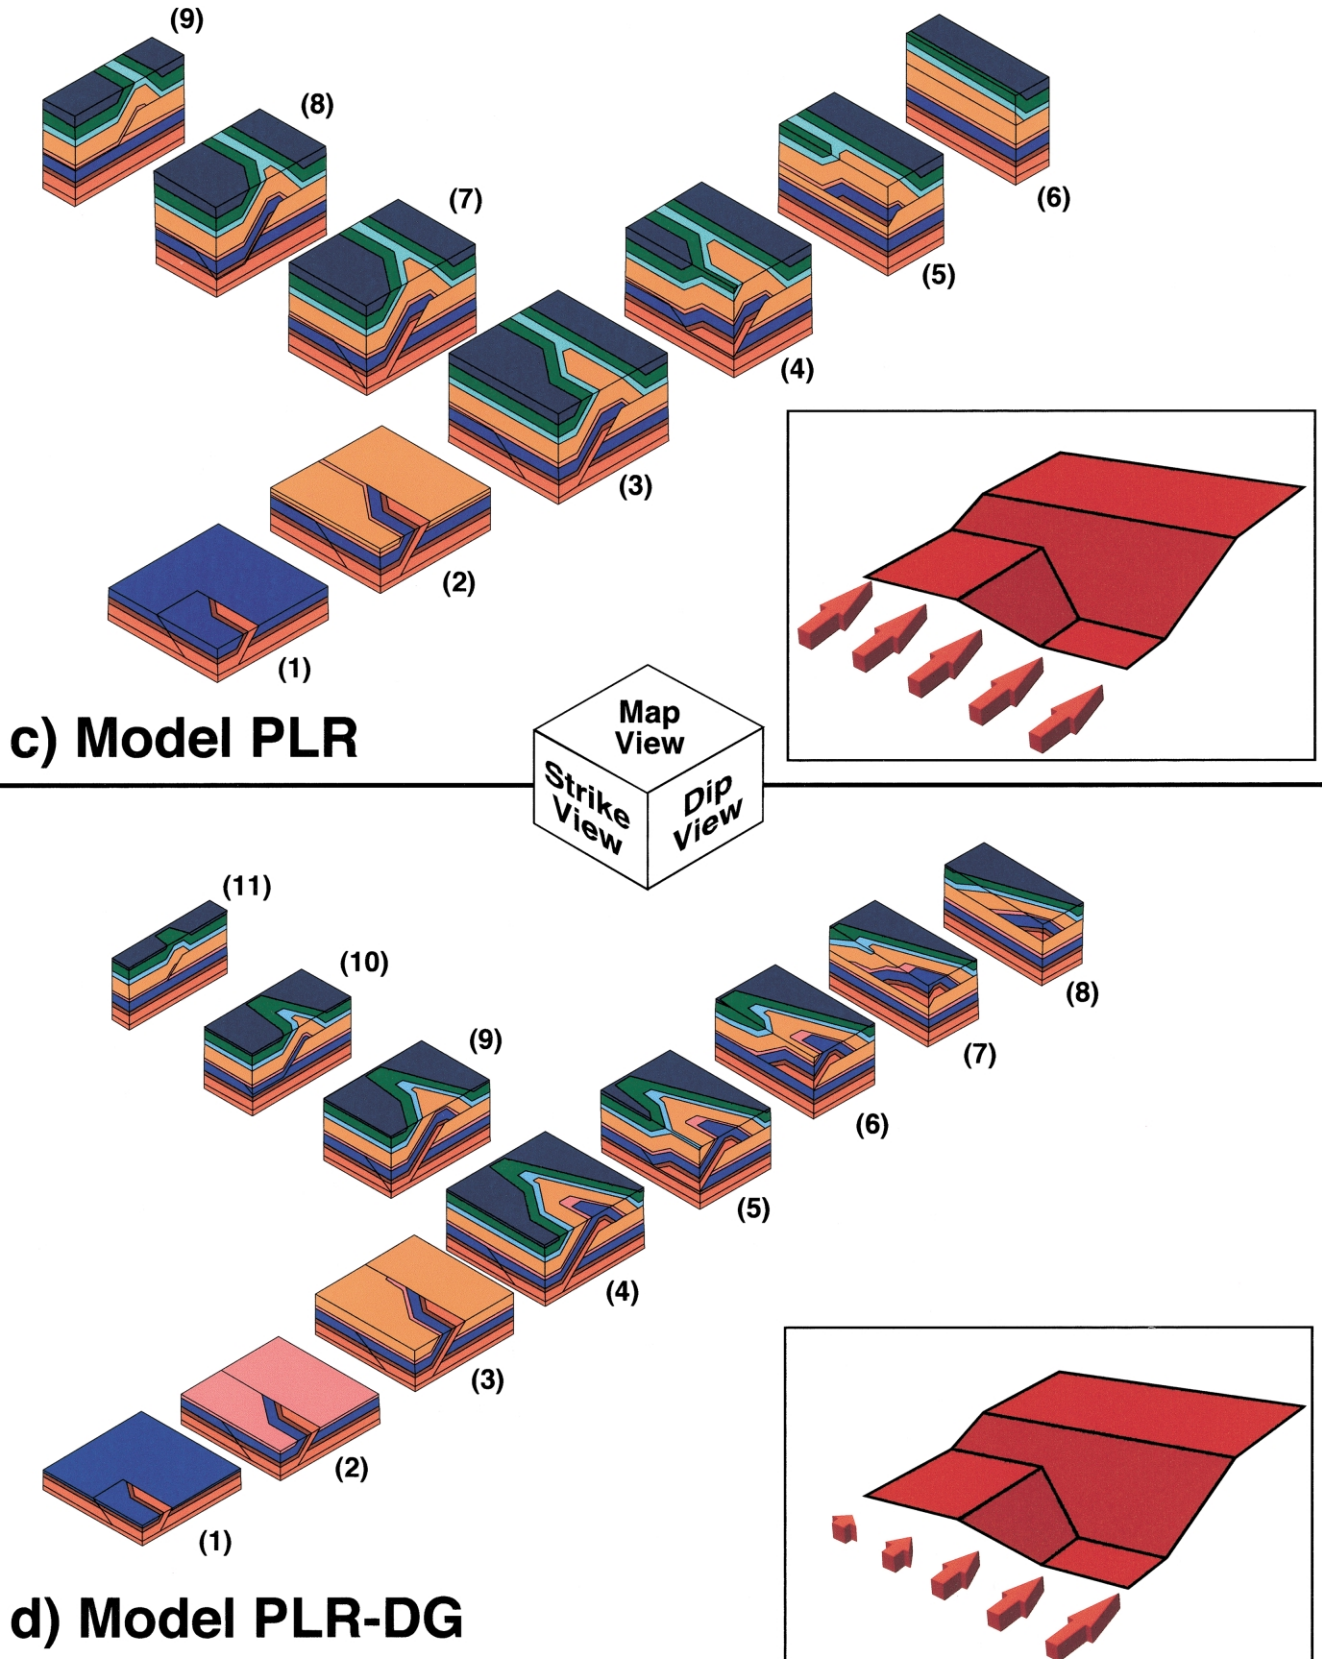 (9)
(8)
(7)
(6)
(5)
(4)
(3)
(2)
(1)
c) Model PLR
Map
View
Strike
View
Dip
View
(11)
(10)
(9)
(8)
(7)
(6)
(5)
(4)
(3)
(2)
(1)
d) Model PLR-DG